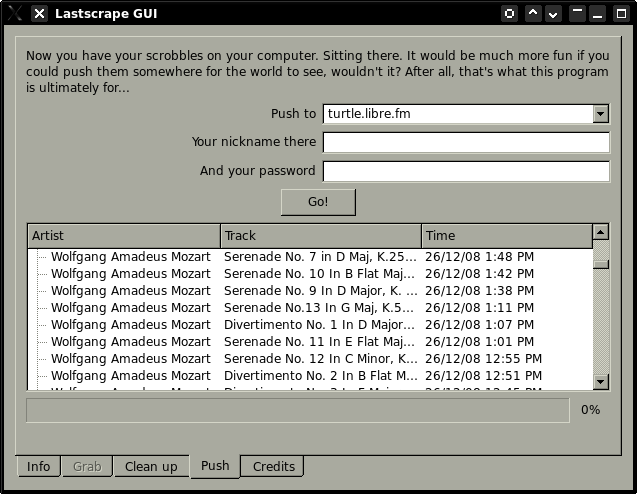 Lastscrape GUI
Now you have your scrobbles on your computer. Sitting there. It would be much more fun if you
could push them somewhere for the world to see, wouldn't it? After all, that's what this program
is ultimately for...
Push to turtle.libre.fm
Your nickname there
And your password
Go!
Artist Track Time
Wolfgang Amadeus Mozart Serenade No. 7 in D Maj, K.25... 26/12/08 1:48 PM
Wolfgang Amadeus Mozart Serenade No. 10 In B Flat Maj... 26/12/08 1:42 PM
Wolfgang Amadeus Mozart Serenade No. 9 In D Major, K. ... 26/12/08 1:38 PM
Wolfgang Amadeus Mozart Serenade No.13 In G Maj, K.5... 26/12/08 1:11 PM
Wolfgang Amadeus Mozart Divertimento No. 1 In D Major... 26/12/08 1:07 PM
Wolfgang Amadeus Mozart Serenade No. 11 In E Flat Maj... 26/12/08 1:01 PM
Wolfgang Amadeus Mozart Serenade No. 12 In C Minor, K... 26/12/08 12:55 PM
Wolfgang Amadeus Mozart Divertimento No. 2 In B Flat M... 26/12/08 12:51 PM
0%
Info Grab Clean up Push Credits